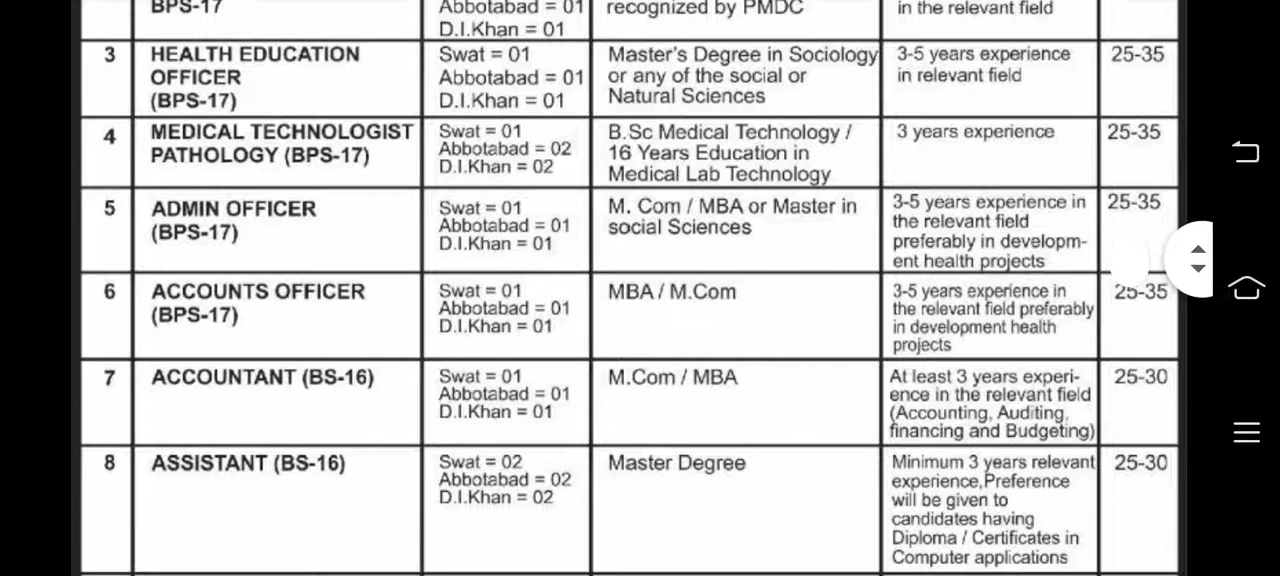 BPS-17
Abbotabad = 01
D.I.Khan = 01
recognized by PMDC
in the relevant field
3
HEALTH EDUCATION
OFFICER
(BPS-17)
Swat = 01
Abbotabad = 01
D.I.Khan = 01
Master's Degree in Sociology
or any of the social or
Natural Sciences
3-5 years experience
in relevant field
25-35
4
MEDICAL TECHNOLOGIST
PATHOLOGY (BPS-17)
Swat = 01
Abbotabad = 02
D.I.Khan = 02
B.Sc Medical Technology /
16 Years Education in
Medical Lab Technology
3 years experience
25-35
5
ADMIN OFFICER
(BPS-17)
Swat = 01
Abbotabad = 01
D.I.Khan = 01
M. Com / MBA or Master in
social Sciences
3-5 years experience in
the relevant field
preferably in developm-
ent health projects
25-35
6
ACCOUNTS OFFICER
(BPS-17)
Swat = 01
Abbotabad = 01
D.I.Khan = 01
MBA / M.Com
3-5 years experience in
the relevant field preferably
in development health
projects
25-35
7
ACCOUNTANT (BS-16)
Swat = 01
Abbotabad = 01
D.I.Khan = 01
M.Com / MBA
At least 3 years experi-
ence in the relevant field
(Accounting, Auditing,
financing and Budgeting)
25-30
8
ASSISTANT (BS-16)
Swat = 02
Abbotabad = 02
D.I.Khan = 02
Master Degree
Minimum 3 years relevant
experience,Preference
will be given to
candidates having
Diploma / Certificates in
Computer applications
25-30